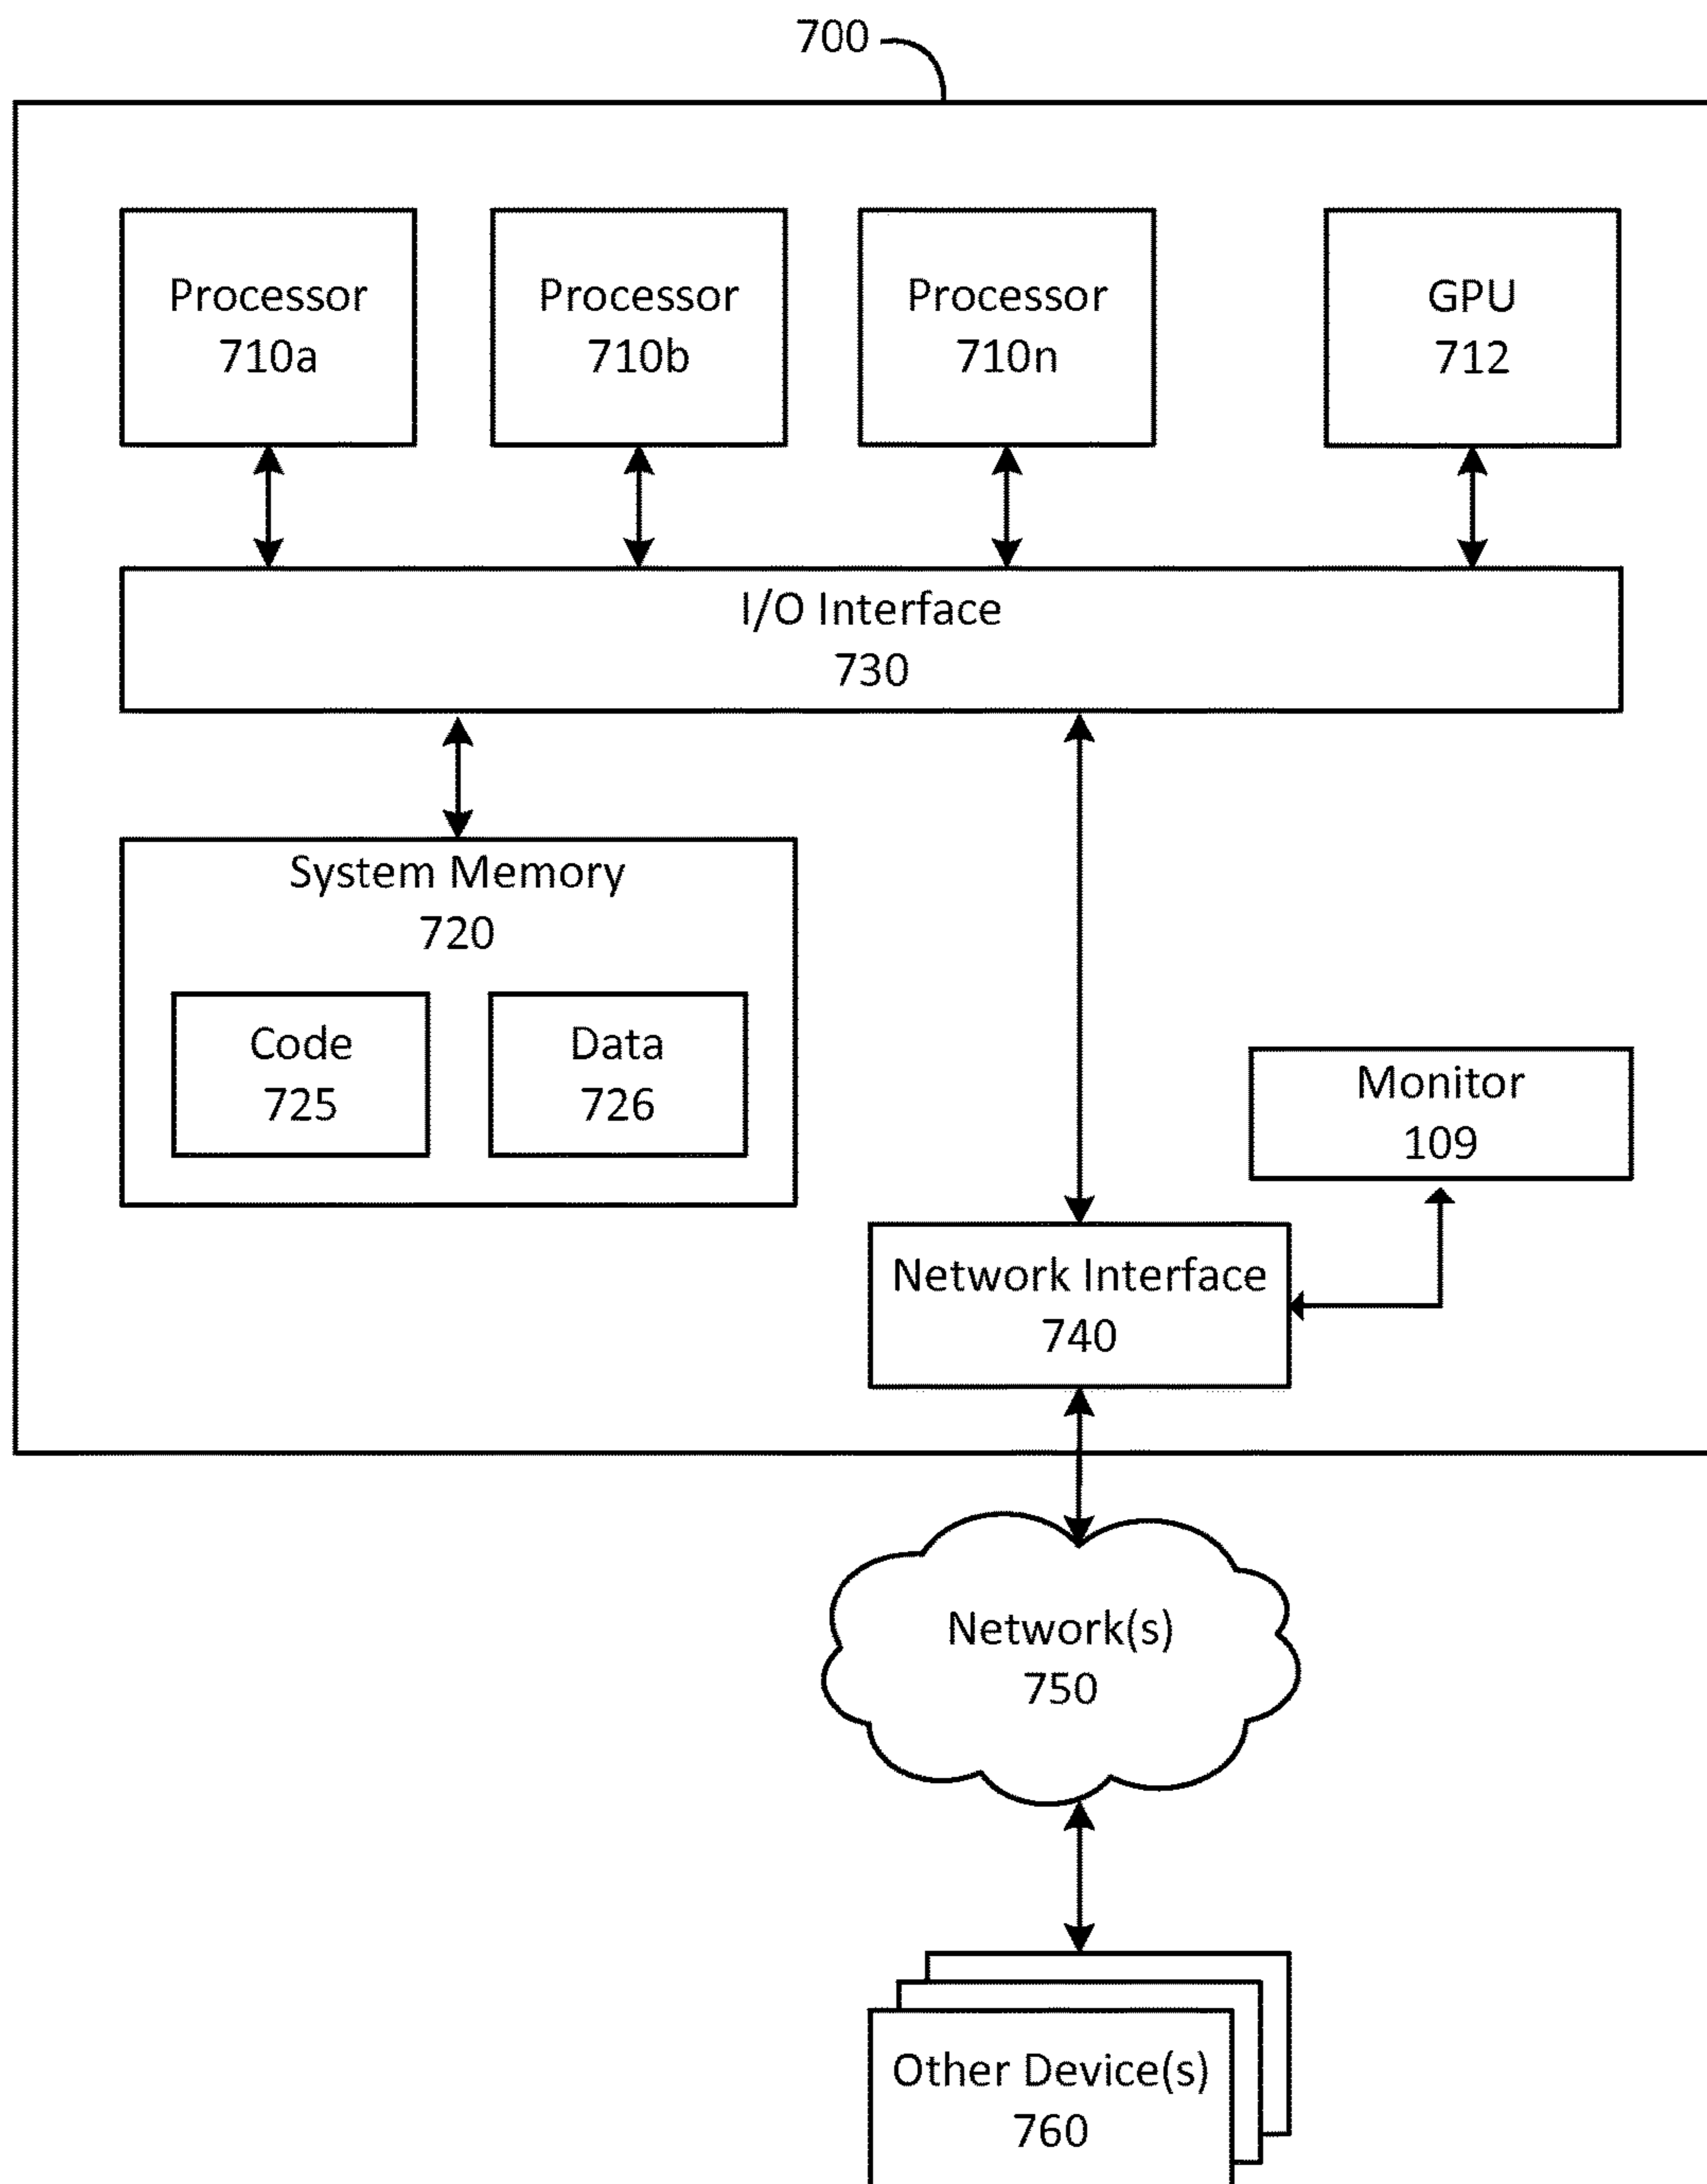 700
Processor
710a
Processor
710b
Processor
710n
GPU
712
I/O Interface
730
System Memory
720
Code
725
Data
726
Monitor
109
Network Interface
740
Network(s)
750
Other Device(s)
760